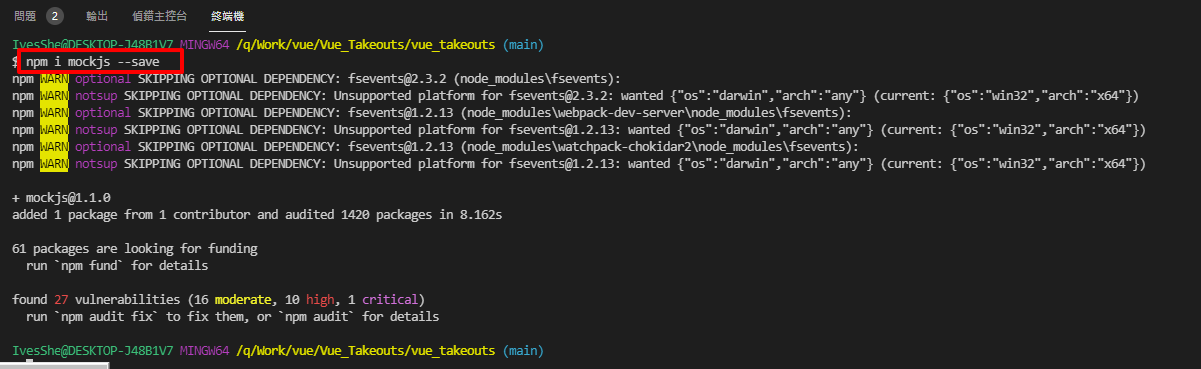 問題 2 輸出 偵錯主控台 終端機
IvesShe@DESKTOP-J48B1V7 MINGW64 /q/Work/vue/Vue_Takeouts/vue_takeouts (main)
$ npm i mockjs --save
npm WARN optional SKIPPING OPTIONAL DEPENDENCY: fsevents@2.3.2 (node_modules\fsevents):
npm WARN notsup SKIPPING OPTIONAL DEPENDENCY: Unsupported platform for fsevents@2.3.2: wanted {"os":"darwin","arch":"any"} (current: {"os":"win32","arch":"x64"})
npm WARN optional SKIPPING OPTIONAL DEPENDENCY: fsevents@1.2.13 (node_modules\webpack-dev-server\node_modules\fsevents):
npm WARN notsup SKIPPING OPTIONAL DEPENDENCY: Unsupported platform for fsevents@1.2.13: wanted {"os":"darwin","arch":"any"} (current: {"os":"win32","arch":"x64"})
npm WARN optional SKIPPING OPTIONAL DEPENDENCY: fsevents@1.2.13 (node_modules\watchpack-chokidar2\node_modules\fsevents):
npm WARN notsup SKIPPING OPTIONAL DEPENDENCY: Unsupported platform for fsevents@1.2.13: wanted {"os":"darwin","arch":"any"} (current: {"os":"win32","arch":"x64"})
+ mockjs@1.1.0
added 1 package from 1 contributor and audited 1420 packages in 8.162s
61 packages are looking for funding
run `npm fund` for details
found 27 vulnerabilities (16 moderate, 10 high, 1 critical)
run `npm audit fix` to fix them, or `npm audit` for details
IvesShe@DESKTOP-J48B1V7 MINGW64 /q/Work/vue/Vue_Takeouts/vue_takeouts (main)